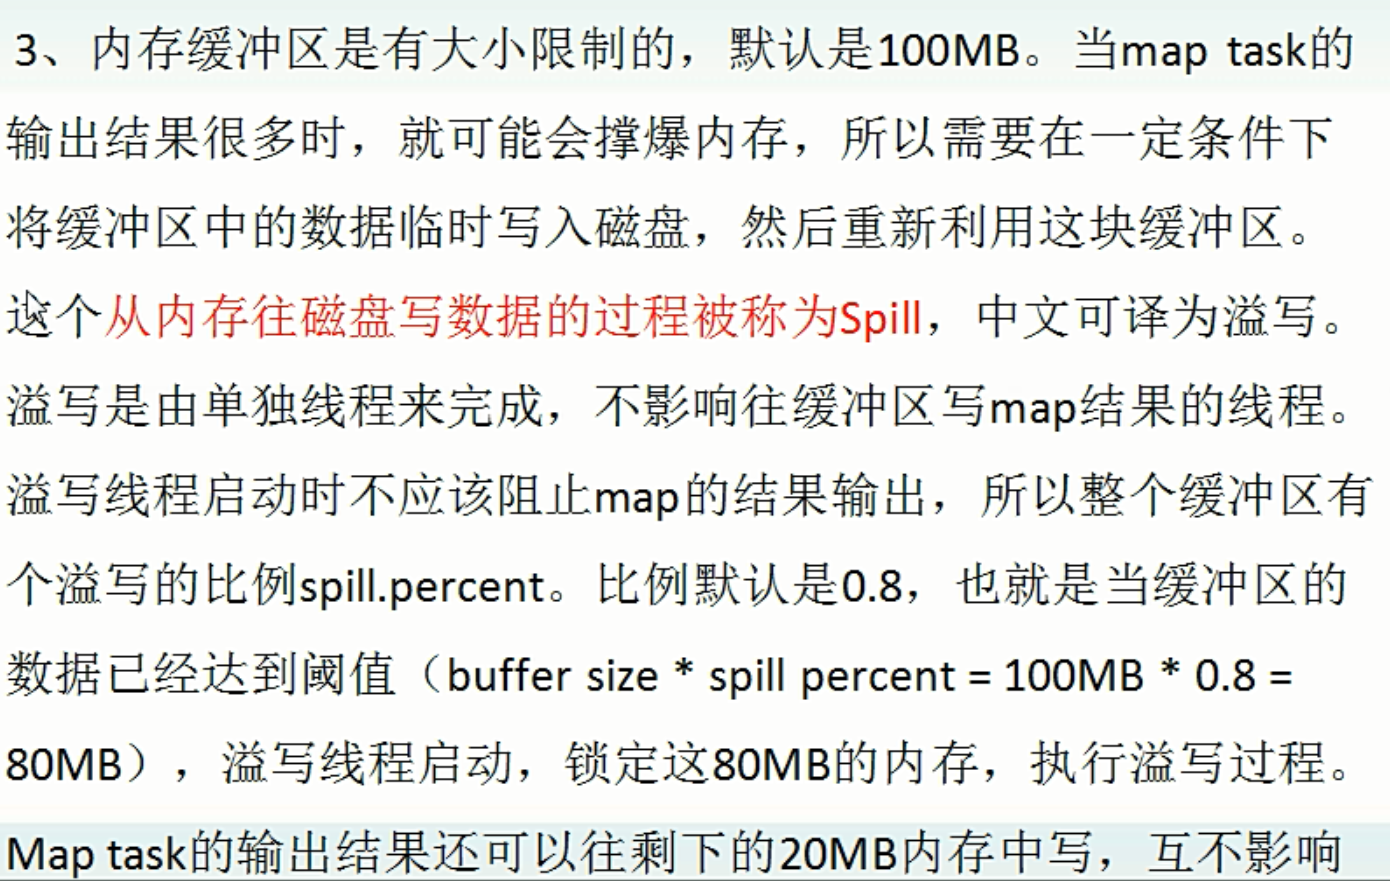 3、内存缓冲区是有大小限制的，默认是100MB。当map task的
输出结果很多时，就可能会撑爆内存，所以需要在一定条件下
将缓冲区中的数据临时写入磁盘，然后重新利用这块缓冲区。
这个从内存往磁盘写数据的过程被称为Spill，中文可译为溢写。
溢写是由单独线程来完成，不影响往缓冲区写map结果的线程。
溢写线程启动时不应该阻止map的结果输出，所以整个缓冲区有
个溢写的比例spill.percent。比例默认是0.8，也就是当缓冲区的
数据已经达到阈值（buffer size * spill percent = 100MB * 0.8 =
80MB），溢写线程启动，锁定这80MB的内存，执行溢写过程。
Map task的输出结果还可以往剩下的20MB内存中写，互不影响